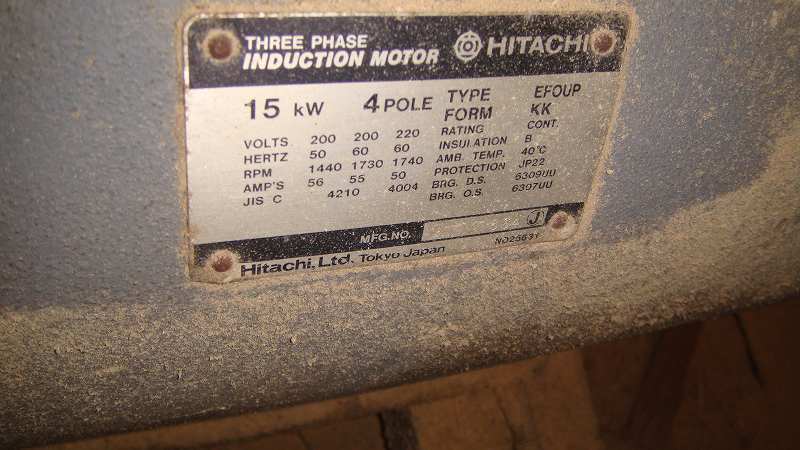 THREE PHASE
INDUCTION MOTOR HITACHI
15 kW 4 POLE TYPE EFOUP
FORM KK
VOLTS 200 200 220 RATING CONT.
HERTZ 50 60 60 INSULATION B
RPM 1440 1730 1740 AMB. TEMP. 40°C
AMP'S 56 55 50 PROTECTION JP22
JIS C 4210 4004 BRG. D.S. 6309UU
BRG. O.S. 6307UU
MFG.NO. J
Hitachi, Ltd. Tokyo Japan